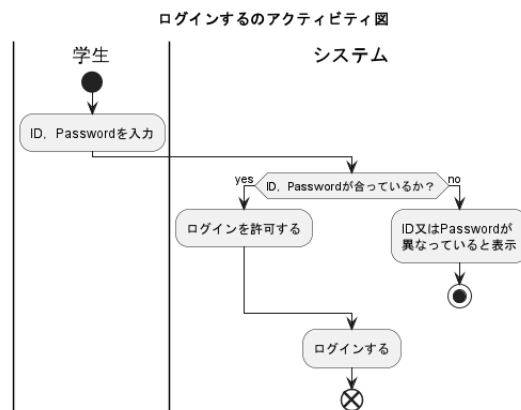 ログインするのアクティビティ図
学生
システム
ID，Passwordを入力
ID，Passwordが合っているか？
yes
no
ログインを許可する
ID又はPasswordが
異なっていると表示
ログインする